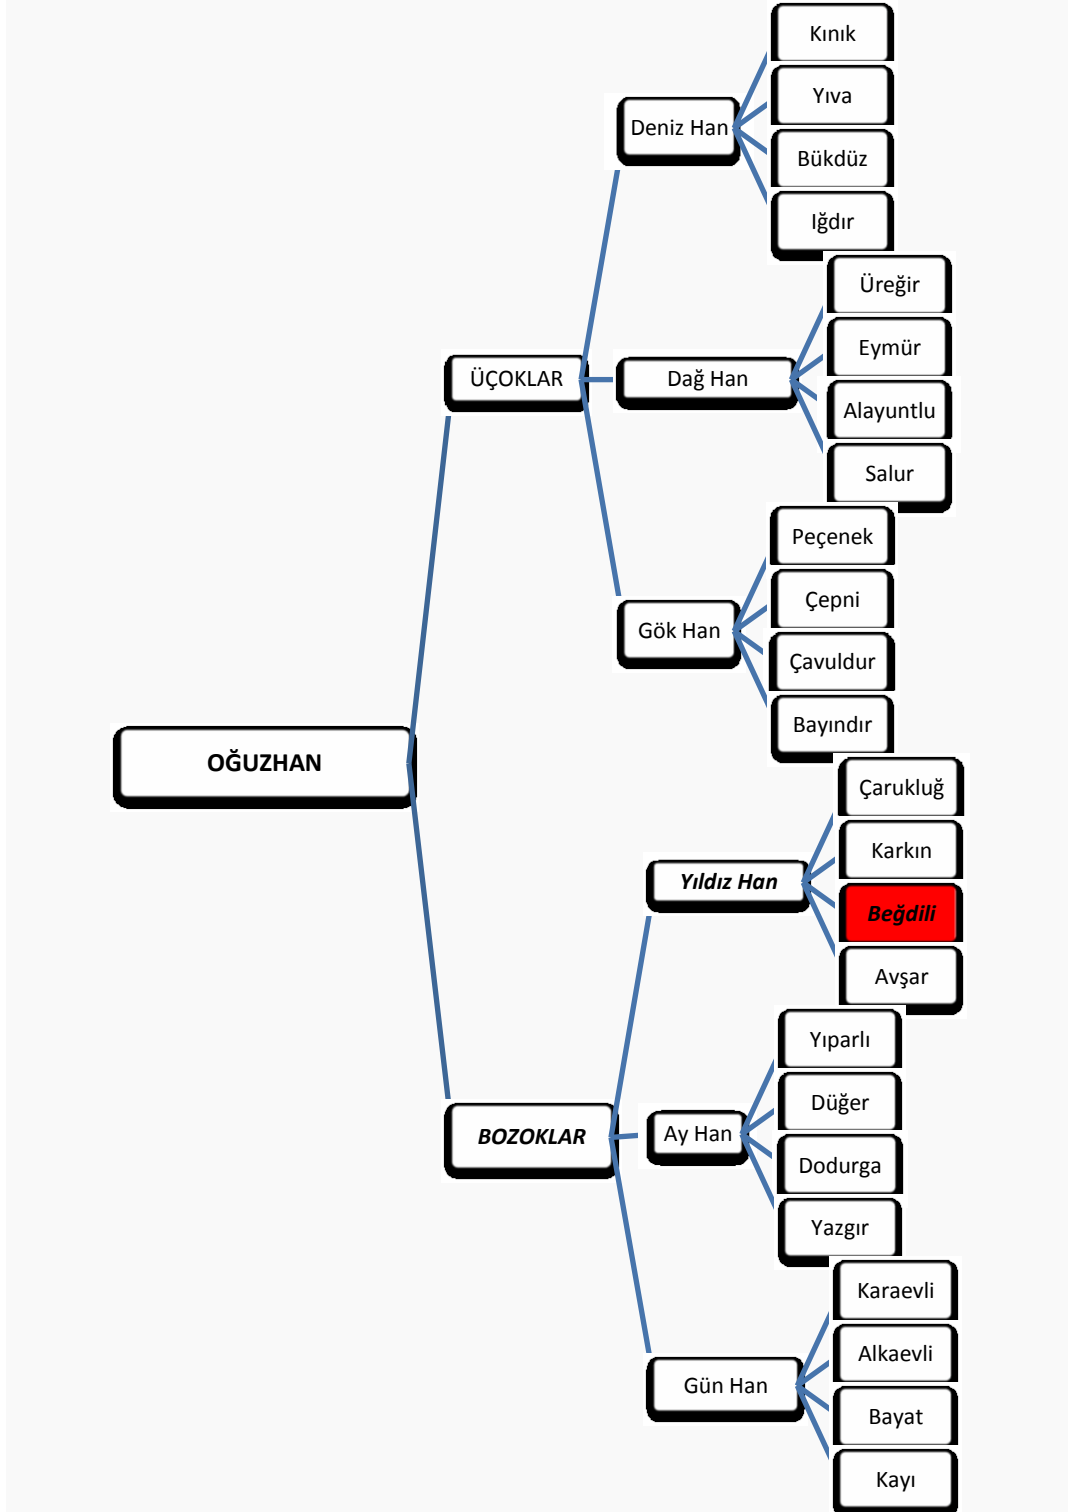 Kınık
Yıva
Deniz Han
Bükdüz
Iğdır
Üreğir
Eymür
ÜÇOKLAR
Dağ Han
Alayuntlu
Salur
Peçenek
Çepni
Gök Han
Çavuldur
Bayındır
OĞUZHAN
Çarukluğ
Karkın
Yıldız Han
Beğdili
Avşar
Yıparlı
Düğer
BOZOKLAR
Ay Han
Dodurga
Yazgır
Karaevli
Alkaevli
Gün Han
Bayat
Kayı